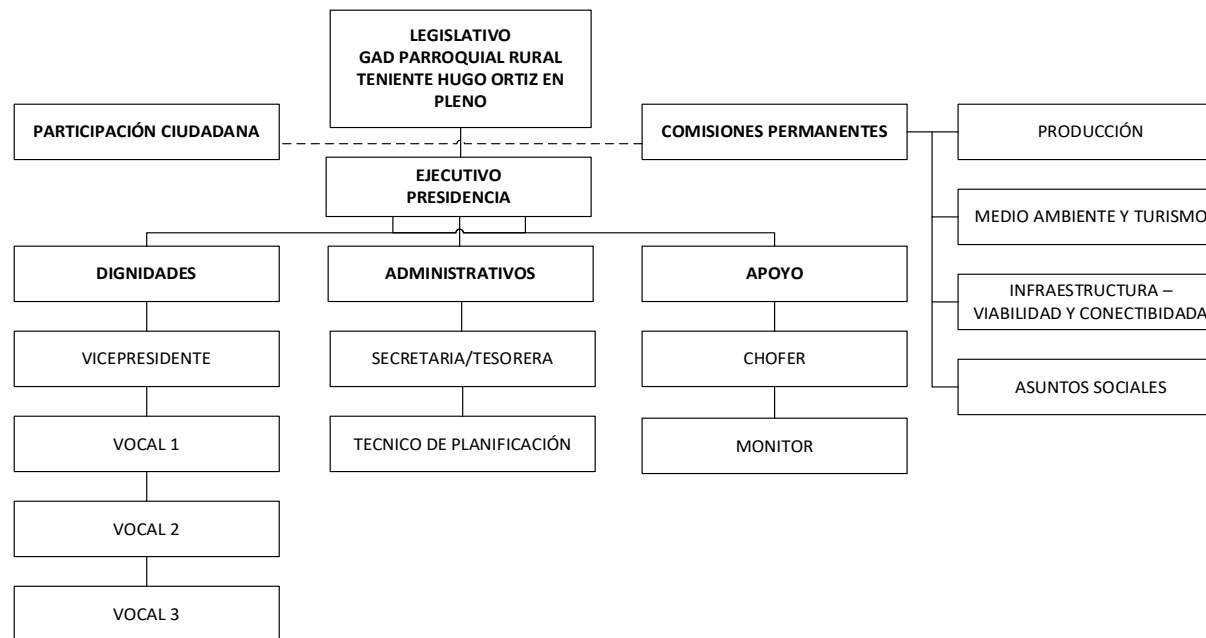 LEGISLATIVO
GAD PARROQUIAL RURAL
TENIENTE HUGO ORTIZ EN
PLENO
PARTICIPACIÓN CIUDADANA
COMISIONES PERMANENTES
PRODUCCIÓN
EJECUTIVO
PRESIDENCIA
MEDIO AMBIENTE Y TURISMO
DIGNIDADES
ADMINISTRATIVOS
APOYO
INFRAESTRUCTURA –
VIABILIDAD Y CONECTIBIDADA
VICEPRESIDENTE
SECRETARIA/TESORERA
CHOFER
ASUNTOS SOCIALES
VOCAL 1
TECNICO DE PLANIFICACIÓN
MONITOR
VOCAL 2
VOCAL 3